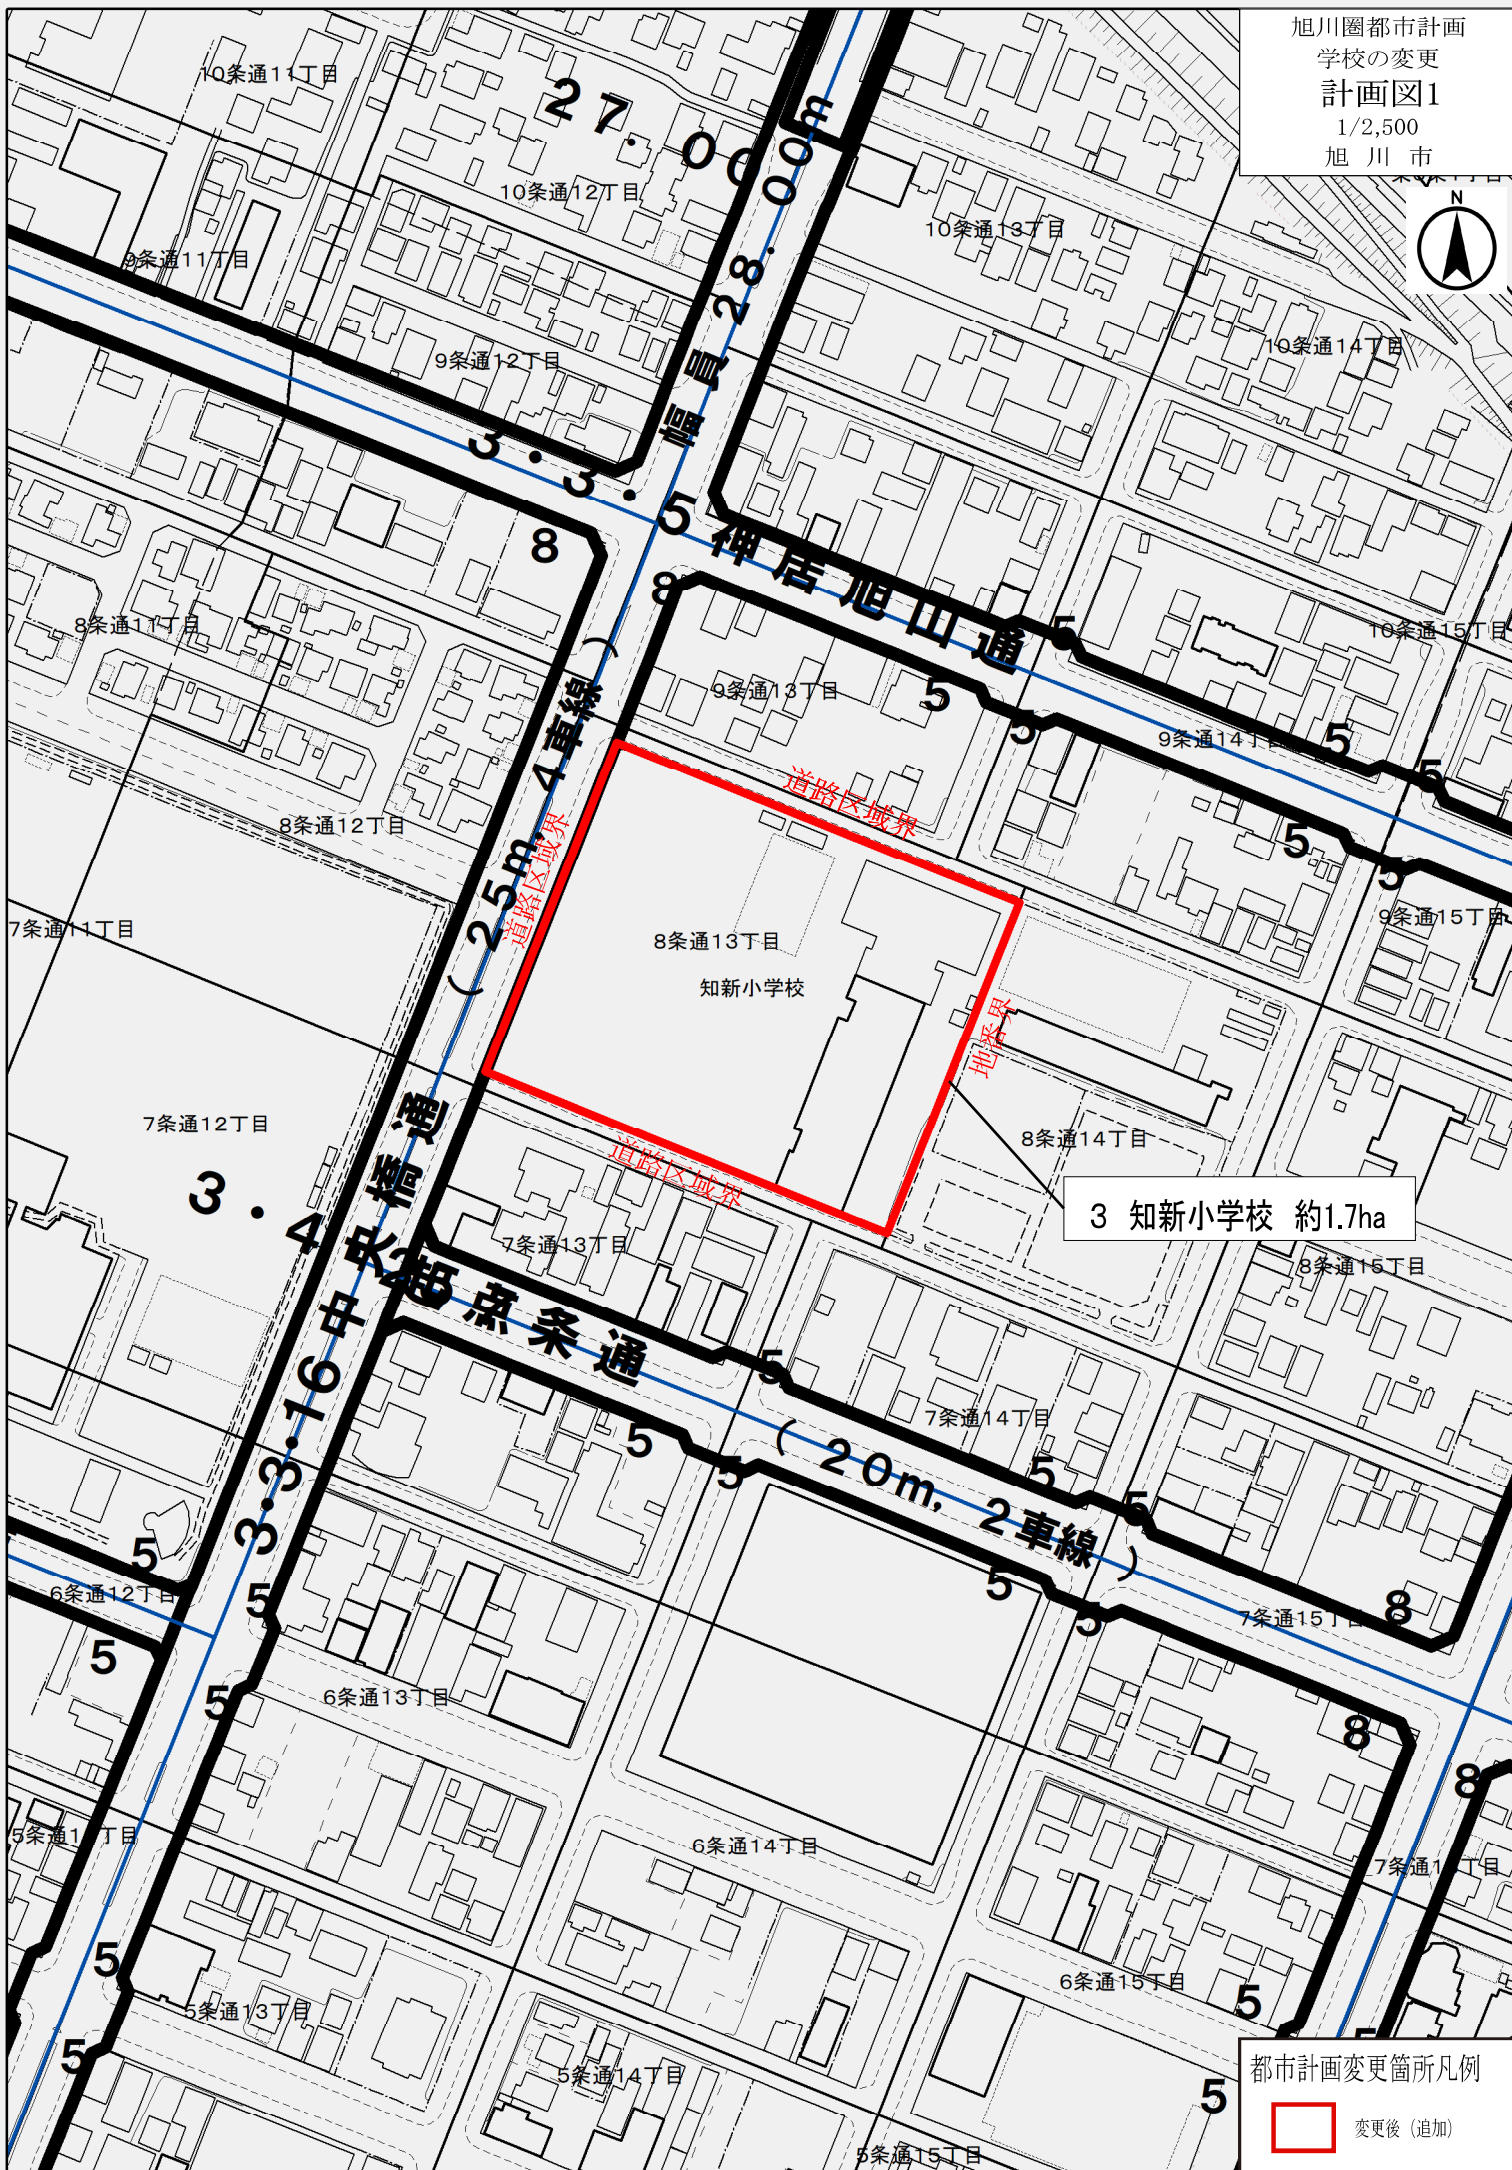 旭川圏都市計画
学校の変更
計画図1
1/2,500
旭川市
N
10条通11丁目
27.00
幅員28.00m
10条通12丁目
10条通13丁目
9条通11丁目
9条通12丁目
10条通14丁目
3・3・5神居旭山通
8
8
5
8条通11丁目
10条通15丁目
9条通13丁目
5
5
9条通14丁目
5
5
道路区域界
8条通12丁目
5
5
道路区域界
7条通11丁目
9条通15丁目
8条通13丁目
知新小学校
地番界
7条通12丁目
8条通14丁目
道路区域界
3 知新小学校 約1.7ha
3・3・16中央橋通(25m, 4車線)
7条通13丁目
8条通15丁目
条通(20m, 2車線)
5
7条通14丁目
5
5
5
5
5
6条通12丁目
5
5
5
5
7条通15丁目
8
5
6条通13丁目
5
8
8
6条通14丁目
5
6条通15丁目
5
5条通13丁目
5
5条通14丁目
5
5条通15丁目
都市計画変更箇所凡例
変更後(追加)